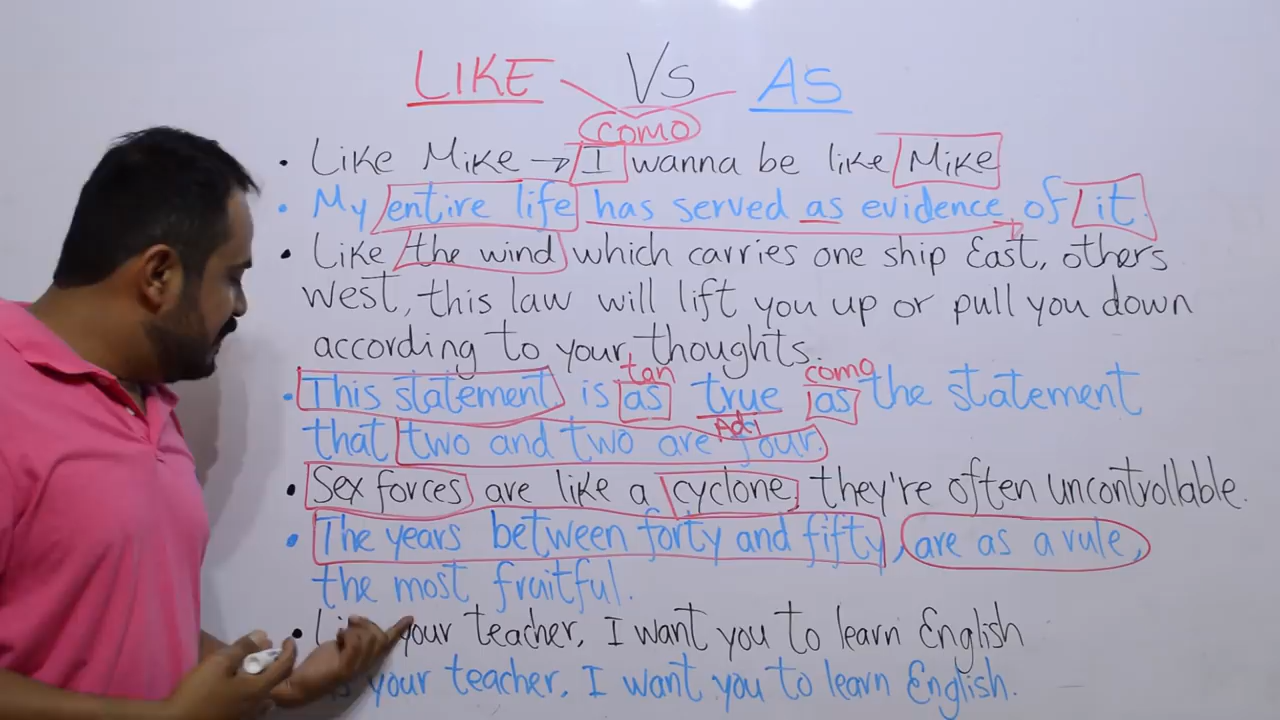 LIKE Vs AS
como
• Like Mike → I wanna be like Mike
• My entire life has served as evidence of it.
• Like the wind which carries one ship East, others
West, this law will lift you up or pull you down
according to your thoughts.
tan como
• This statement is as true as the statement
Adj
that two and two are four.
• Sex forces are like a cyclone, they're often uncontrollable.
• The years between forty and fifty, are as a rule,
the most fruitful.
• your teacher, I want you to learn English
your teacher, I want you to learn English.